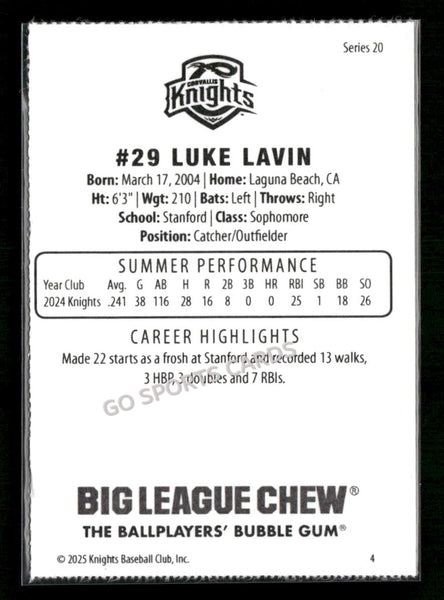 Series 20
CORVALLIS
Knights
#29 LUKE LAVIN
Born: March 17, 2004 | Home: Laguna Beach, CA
Ht: 6'3" | Wgt: 210 | Bats: Left | Throws: Right
School: Stanford | Class: Sophomore
Position: Catcher/Outfielder
SUMMER PERFORMANCE
Year Club Avg. G AB H R 2B 3B HR RBI SB BB SO
2024 Knights .241 38 116 28 16 8 0 0 25 1 18 26
CAREER HIGHLIGHTS
Made 22 starts as a frosh at Stanford and recorded 13 walks,
3 HBP, 3 doubles and 7 RBIs.
GO SPORTS CARDS
BIG LEAGUE CHEW®
THE BALLPLAYERS' BUBBLE GUM®
© 2025 Knights Baseball Club, Inc. 4